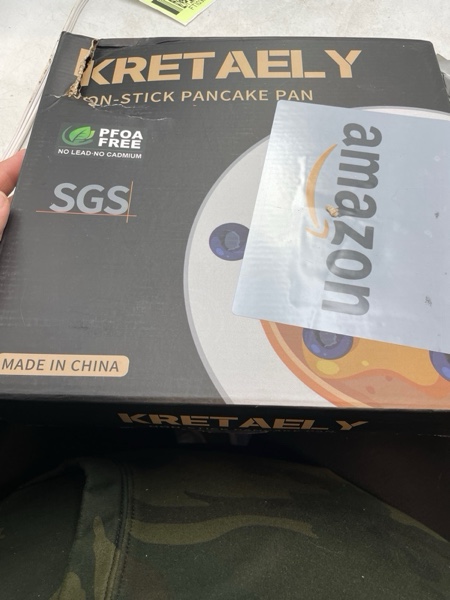 KRETAELY
ON-STICK PANCAKE PAN
PFOA
FREE
NO LEAD·NO CADMIUM
SGS
amazon
MADE IN CHINA
KRETAELY